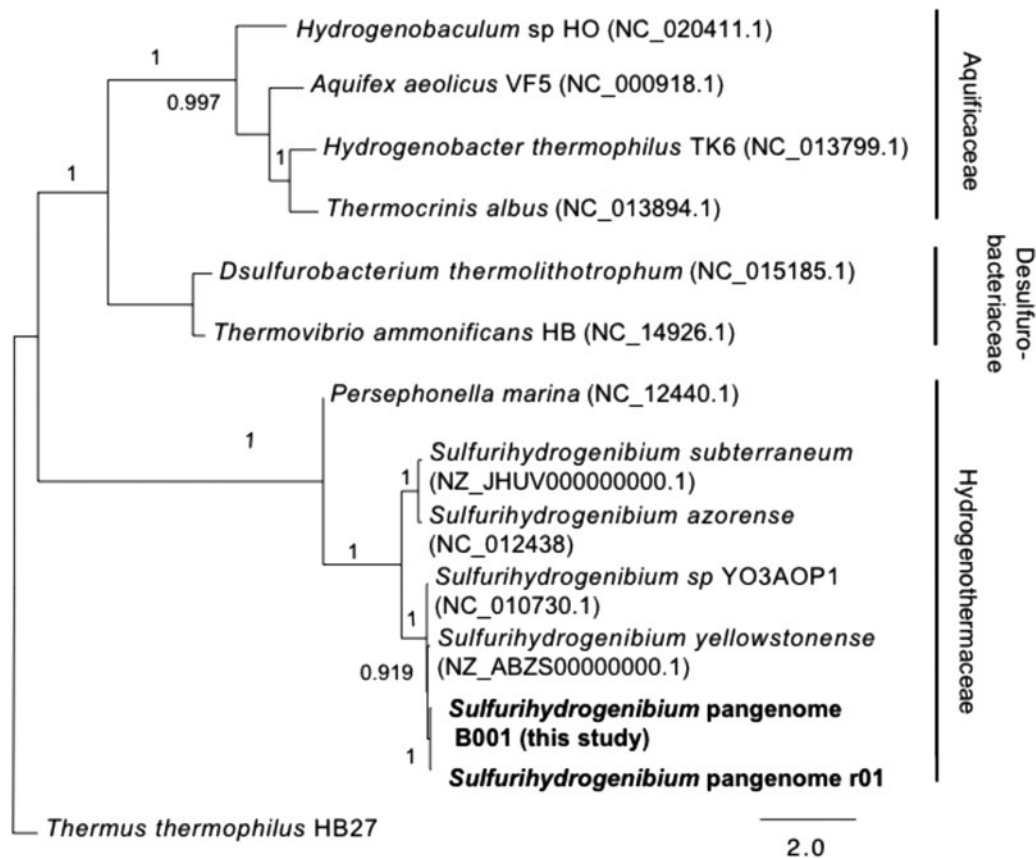 1
Hydrogenobaculum sp HO (NC_020411.1)
0.997
Aquifex aeolicus VF5 (NC_000918.1)
1
Hydrogenobacter thermophilus TK6 (NC_013799.1)
1
Thermocrinis albus (NC_013894.1)
Aquificaceae
Dsulfurobacterium thermolithotrophum (NC_015185.1)
Thermovibrio ammonificans HB (NC_14926.1)
Desulfuro-
bacteriaceae
Persephonella marina (NC_12440.1)
1
Sulfurihydrogenibium subterraneum
1
(NZ_JHUV000000000.1)
Sulfurihydrogenibium azorense
(NC_012438)
1
Sulfurihydrogenibium sp YO3AOP1
(NC_010730.1)
1
Sulfurihydrogenibium yellowstonense
(NZ_ABZS00000000.1)
0.919
Sulfurihydrogenibium pangenome
B001 (this study)
1
Sulfurihydrogenibium pangenome r01
Hydrogenothermaceae
Thermus thermophilus HB27
2.0